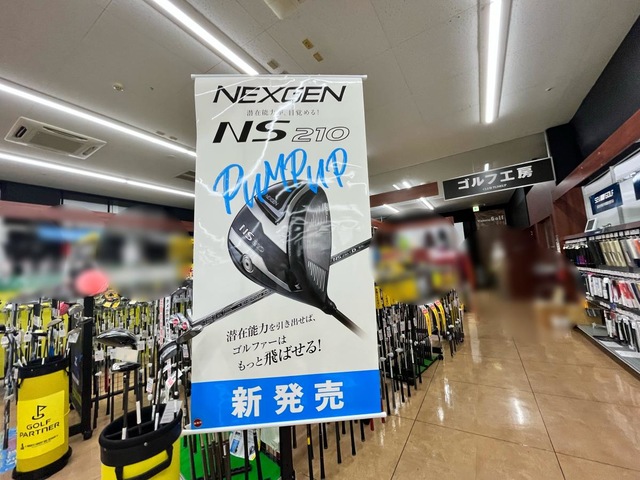 NEXGEN
潜在能力が、目覚める!
NS 210
PUMP UP
NS210
潜在能力を引き出せば、
ゴルファーは
もっと飛ばせる!
新発売
ゴルフ工房
GOLF
PARTNER